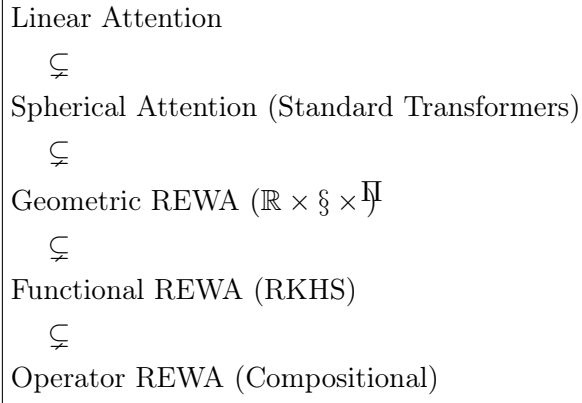 Linear Attention
⊊
Spherical Attention (Standard Transformers)
⊊
Geometric REWA (ℝ × § × ℍ)
⊊
Functional REWA (RKHS)
⊊
Operator REWA (Compositional)